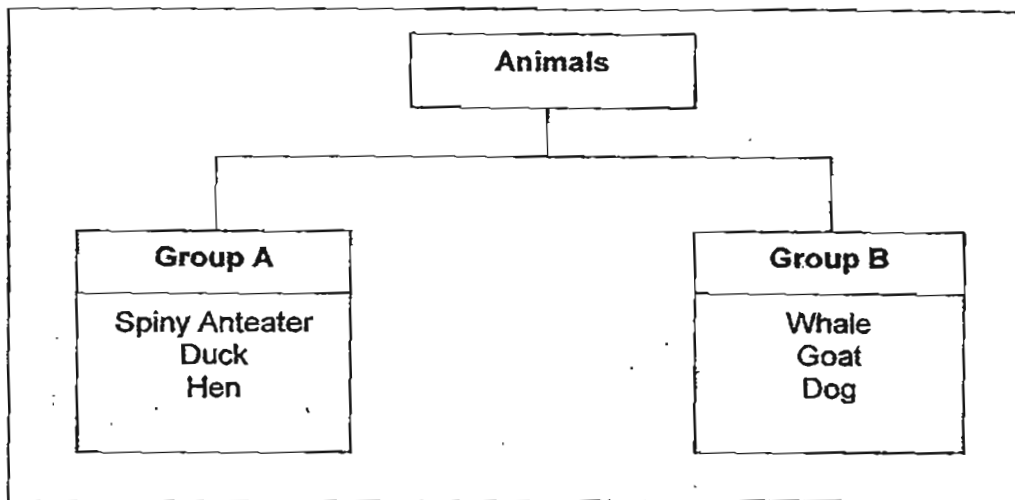 Animals
Group A
Spiny Anteater
Duck
Hen
Group B
Whale
Goat
Dog